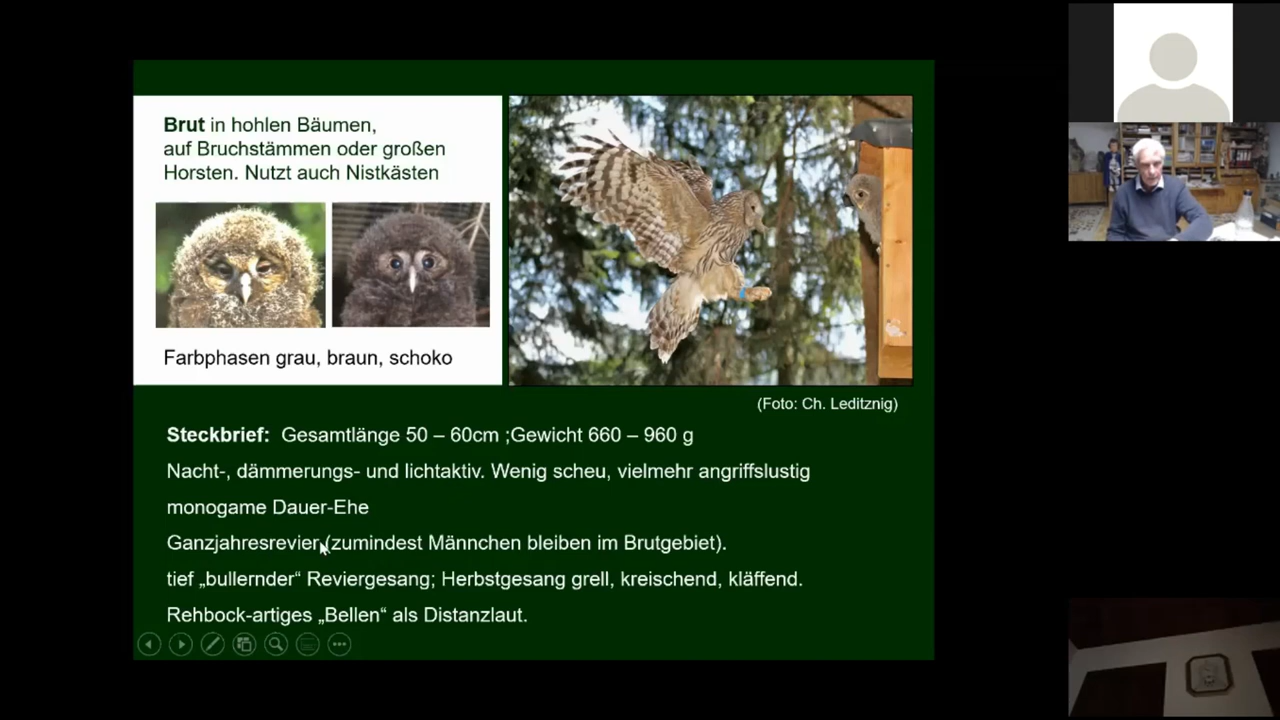 Brut in hohlen Bäumen,
auf Bruchstämmen oder großen
Horsten. Nutzt auch Nistkästen
Farbphasen grau, braun, schoko
(Foto: Ch. Leditznig)
Steckbrief: Gesamtlänge 50 – 60cm ;Gewicht 660 – 960 g
Nacht-, dämmerungs- und lichtaktiv. Wenig scheu, vielmehr angriffslustig
monogame Dauer-Ehe
Ganzjahresrevier (zumindest Männchen bleiben im Brutgebiet).
tief „bullernder“ Reviergesang; Herbstgesang grell, kreischend, kläffend.
Rehbock-artiges „Bellen“ als Distanzlaut.